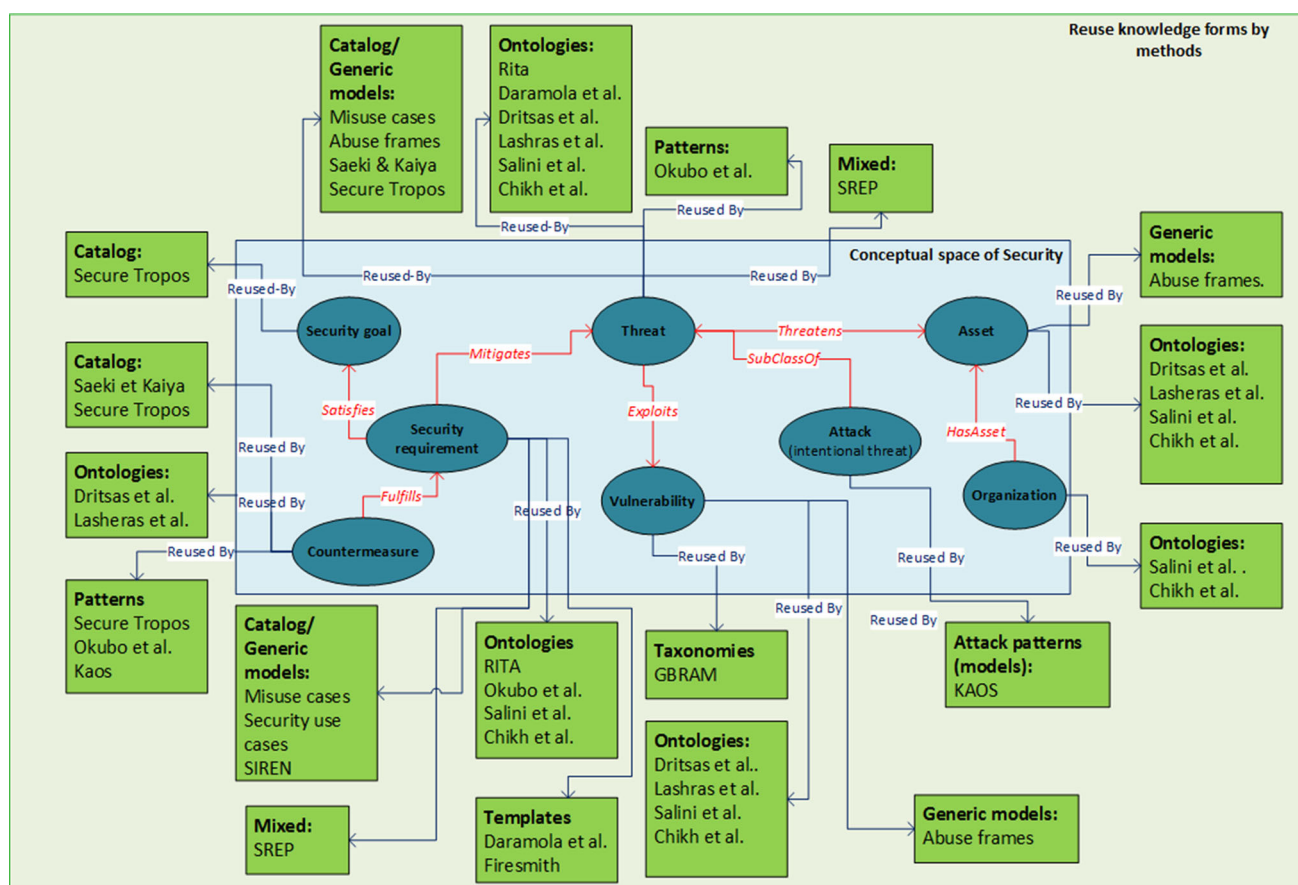 Reuse knowledge forms by
methods
Catalog/
Generic
models:
Misuse cases
Abuse frames
Saeki & Kaiya
Secure Tropos
Ontologies:
Rita
Daramola et al.
Dritsas et al.
Lashras et al.
Salini et al.
Chikh et al.
Patterns:
Okubo et al.
Mixed:
SREP
Reused By
Reused-By
Catalog:
Secure Tropos
Reused-By
Reused-By
Reused By
Conceptual space of Security
Generic
models:
Abuse frames.
Reused By
Security goal
Threat
Threatens
Asset
Mitigates
SubClassOf
Catalog:
Saeki et Kaiya
Secure Tropos
Ontologies:
Dritsas et al.
Lasheras et al.
Salini et al.
Chikh et al.
Reused By
Satisfies
Exploits
Security
requirement
Attack
(intentional threat)
HasAsset
Reused By
Ontologies:
Dritsas et al.
Lasheras et al.
Reused By
Fulfills
Reused By
Vulnerability
Organization
Countermeasure
Reused By
Reused By
Reused By
Reused By
Ontologies:
Salini et al. .
Chikh et al.
Patterns
Secure Tropos
Okubo et al.
Kaos
Reused By
Reused By
Reused By
Catalog/
Generic
models:
Misuse cases
Security use
cases
SIREN
Ontologies
RITA
Okubo et al.
Salini et al.
Chikh et al.
Taxonomies
GBRAM
Attack patterns
(models):
KAOS
Ontologies:
Dritsas et al..
Lashras et al.
Salini et al.
Chikh et al.
Mixed:
SREP
Templates
Daramola et al.
Firesmith
Generic models:
Abuse frames